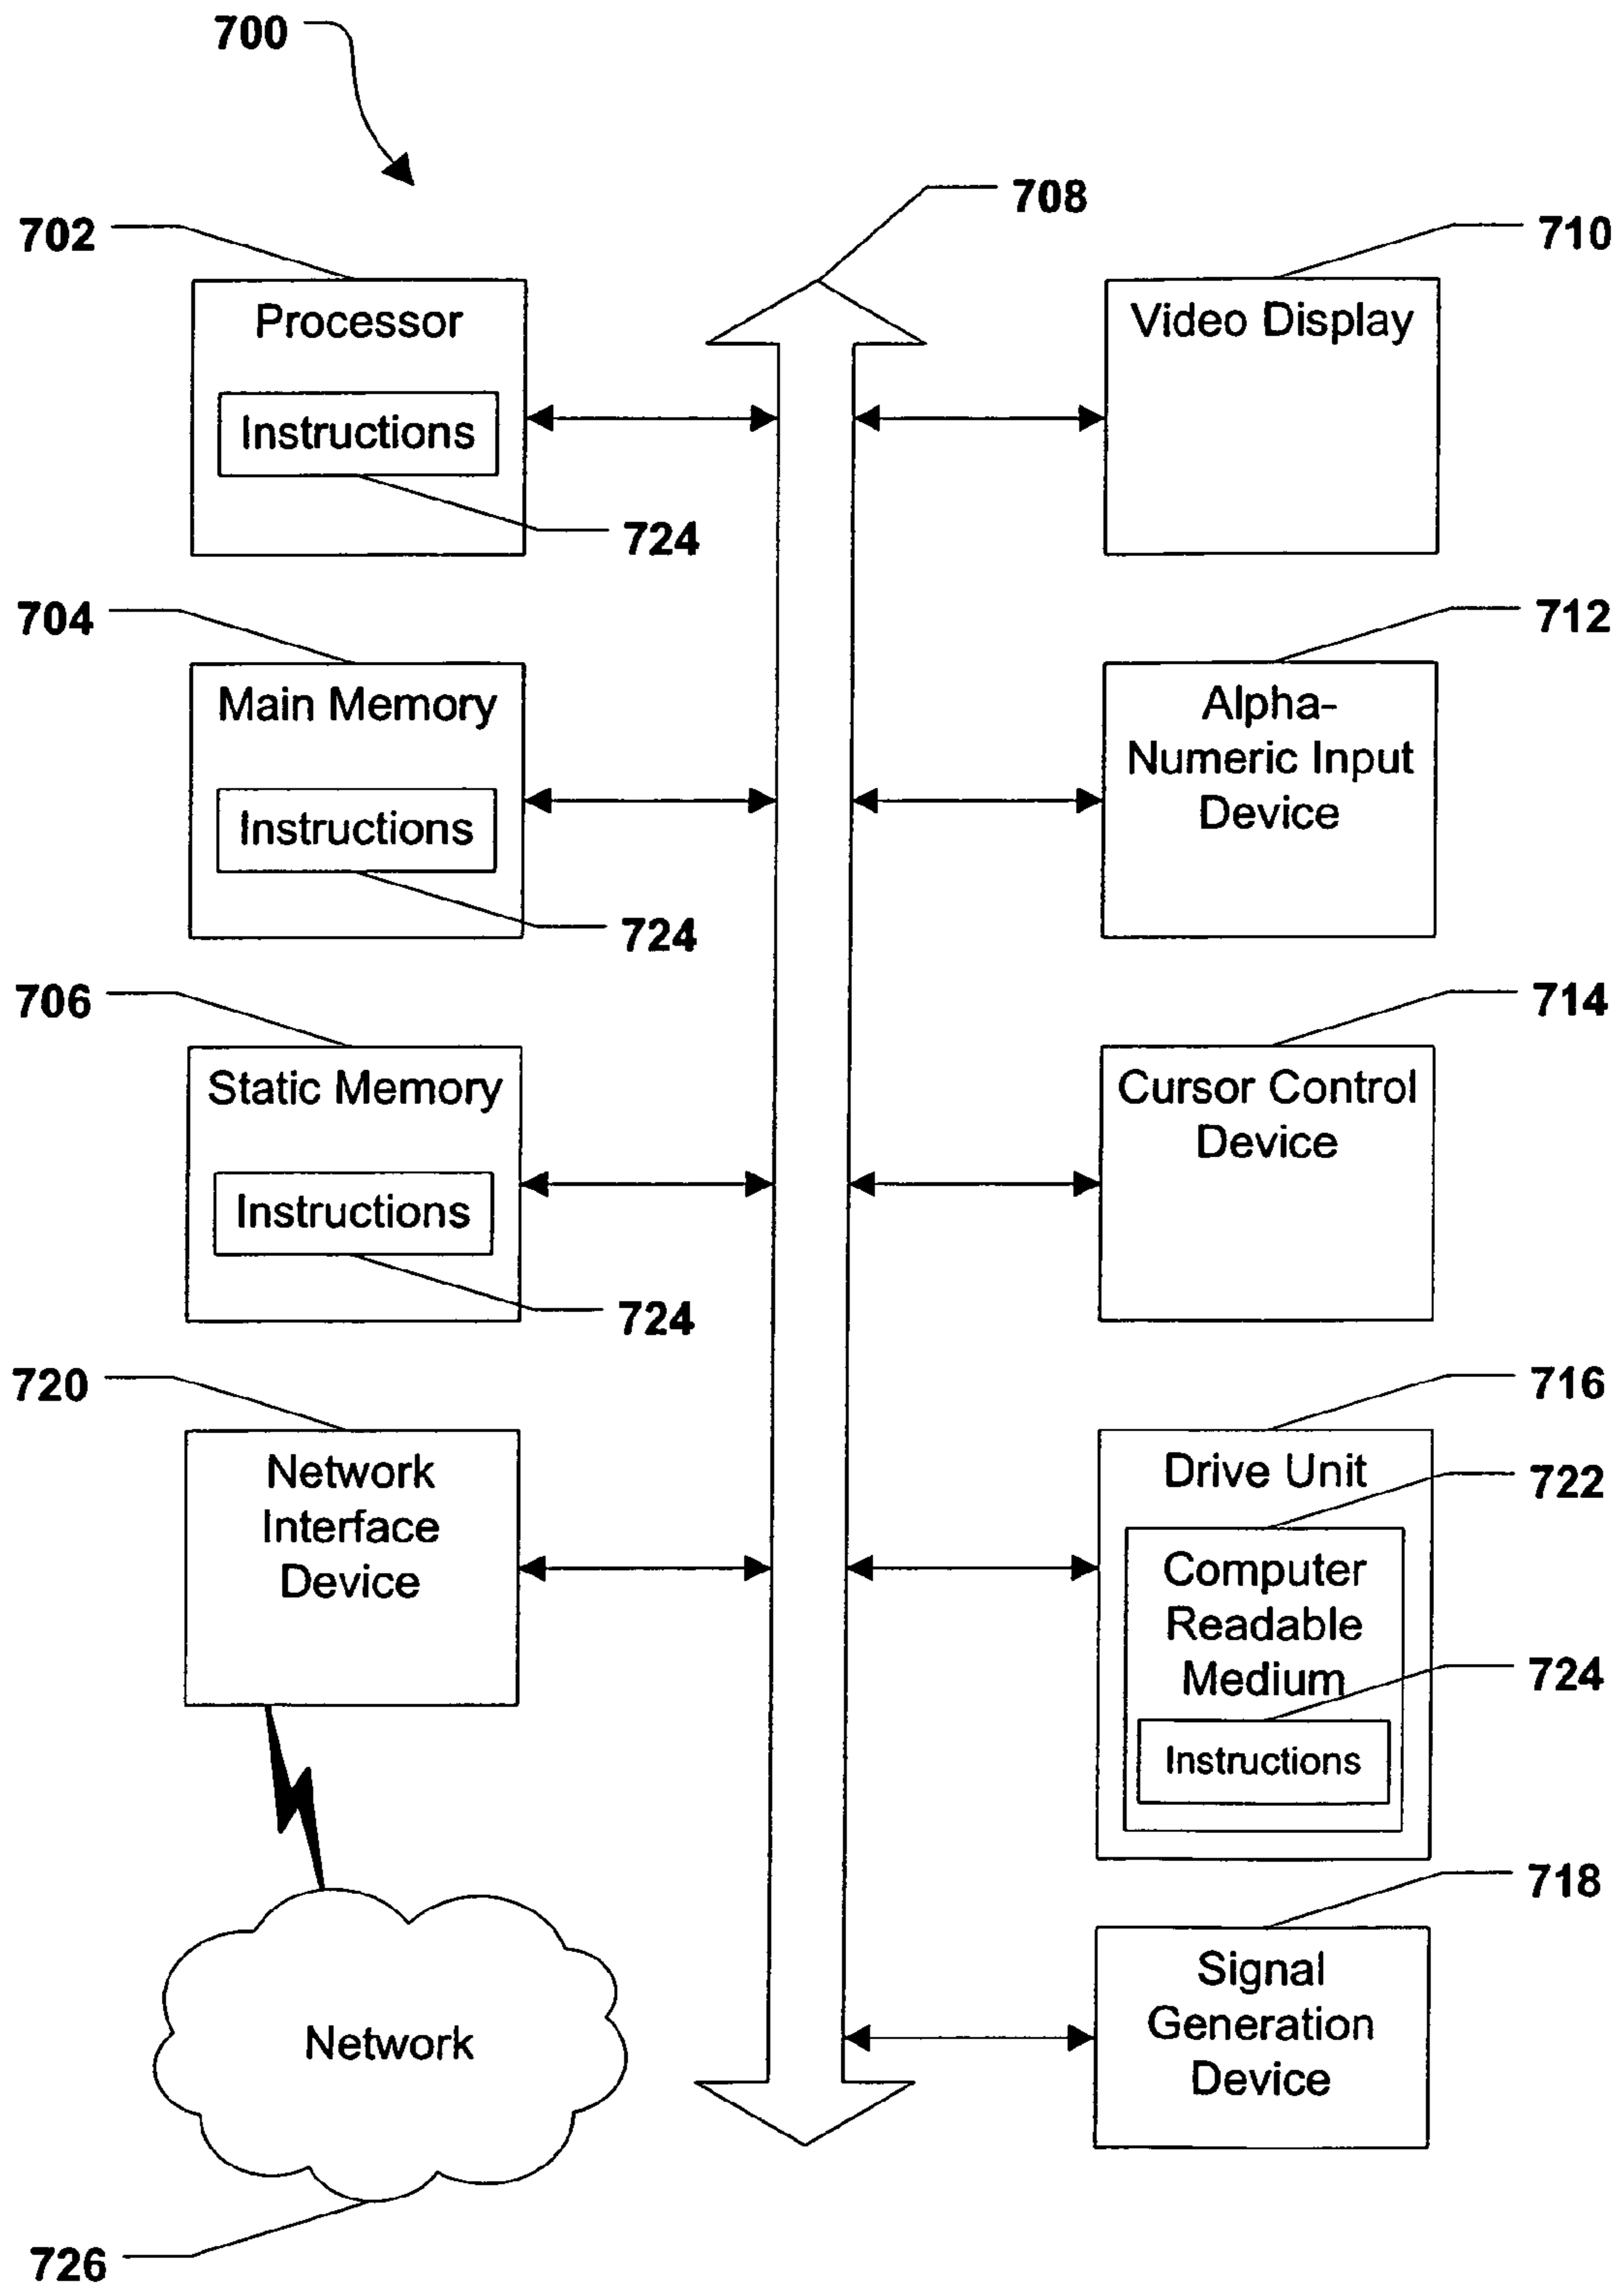 700
708
702
710
Processor
Instructions
724
Video Display
704
712
Main Memory
Instructions
724
Alpha-
Numeric Input
Device
706
714
Static Memory
Instructions
724
Cursor Control
Device
720
716
Network
Interface
Device
Drive Unit
722
Computer
Readable
Medium
724
Instructions
718
Signal
Generation
Device
Network
726